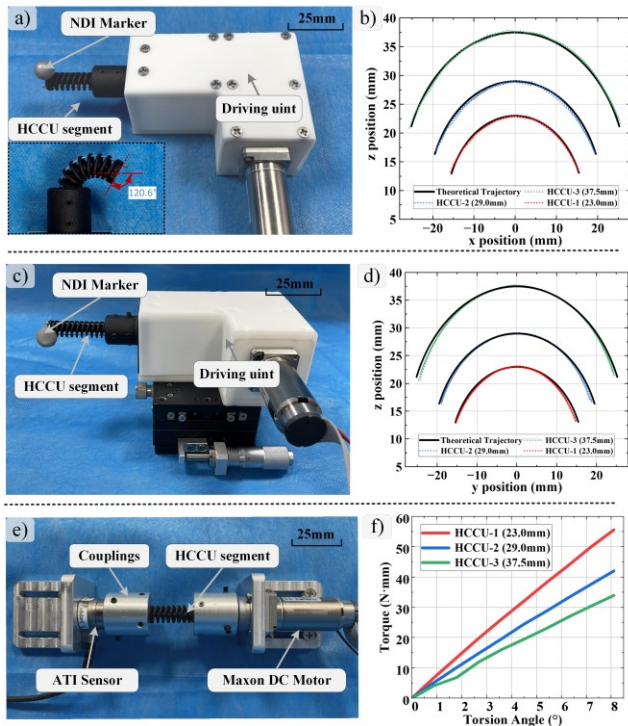 a)
25mm
NDI Marker
Driving uint
HCCU segment
120.6°
b)
z position (mm)
40
35
30
25
20
15
10
5
Theoretical Trajectory
HCCU-3 (37.5mm)
HCCU-2 (29.0mm)
HCCU-1 (23.0mm)
−20 −10 0 10 20
x position (mm)
c)
25mm
NDI Marker
HCCU segment
Driving uint
d)
z position (mm)
40
35
30
25
20
15
10
5
Theoretical Trajectory
HCCU-3 (37.5mm)
HCCU-2 (29.0mm)
HCCU-1 (23.0mm)
−20 −10 0 10 20
y position (mm)
e)
25mm
Couplings
HCCU segment
ATI Sensor
Maxon DC Motor
f)
Torque (N·mm)
60
50
40
30
20
10
0
HCCU-1 (23.0mm)
HCCU-2 (29.0mm)
HCCU-3 (37.5mm)
0 1 2 3 4 5 6 7 8
Torsion Angle (°)